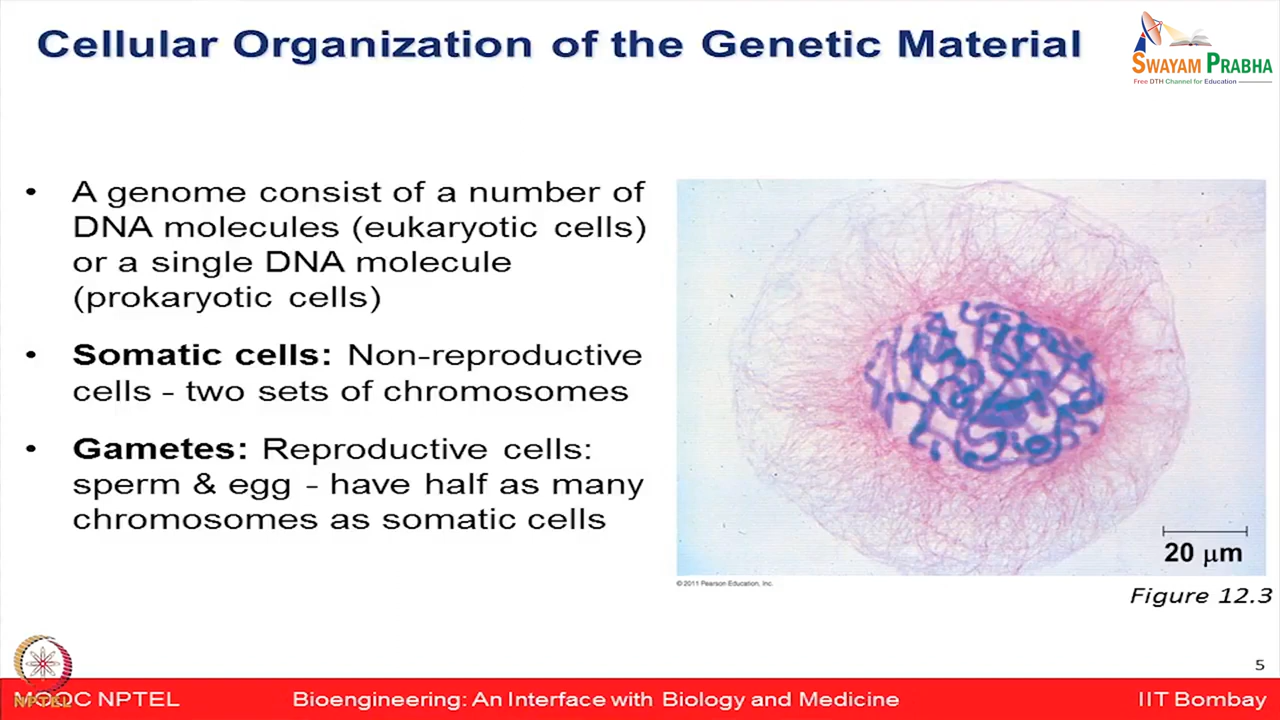 Cellular Organization of the Genetic Material
SWAYAM PRABHA
Free DTH Channel for Education
• A genome consist of a number of
DNA molecules (eukaryotic cells)
or a single DNA molecule
(prokaryotic cells)
• Somatic cells: Non-reproductive
cells - two sets of chromosomes
• Gametes: Reproductive cells:
sperm & egg - have half as many
chromosomes as somatic cells
20 μm
© 2011 Pearson Education, Inc.
Figure 12.3
5
MOOC NPTEL
NPTEL
Bioengineering: An Interface with Biology and Medicine
IIT Bombay